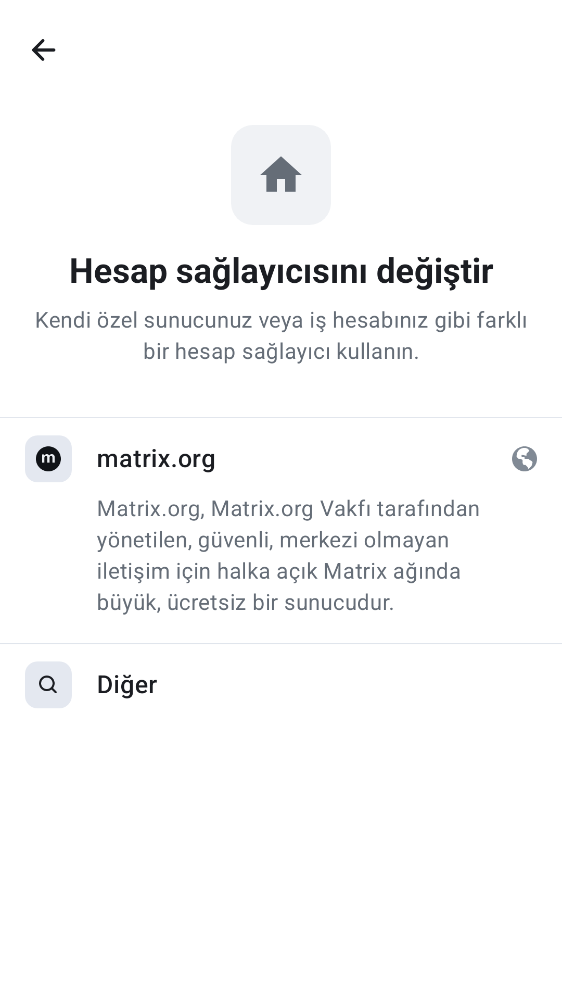 Hesap sağlayıcısını değiştir
Kendi özel sunucunuz veya iş hesabınız gibi farklı
bir hesap sağlayıcı kullanın.
m
matrix.org
Matrix.org, Matrix.org Vakfı tarafından
yönetilen, güvenli, merkezi olmayan
iletişim için halka açık Matrix ağında
büyük, ücretsiz bir sunucudur.
Diğer